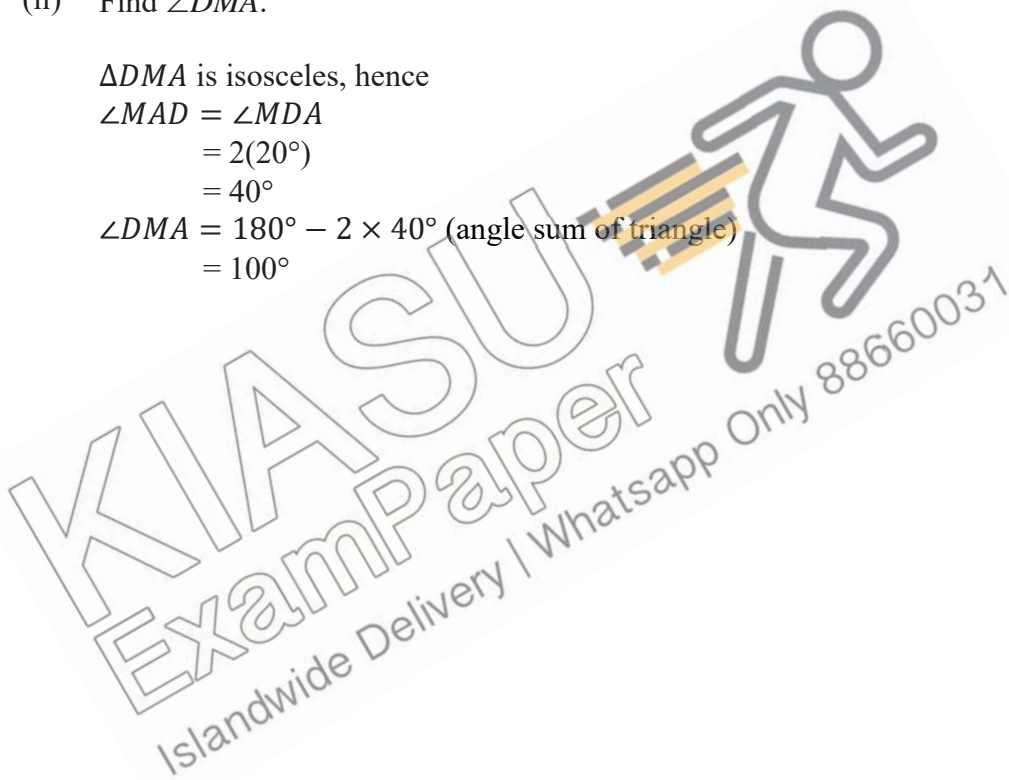 (ii) Find ∠DMA.
ΔDMA is isosceles, hence
∠MAD = ∠MDA
= 2(20°)
= 40°
∠DMA = 180° − 2 × 40° (angle sum of triangle)
= 100°
KIASU
ExamPaper
Islandwide Delivery | Whatsapp Only 88660031